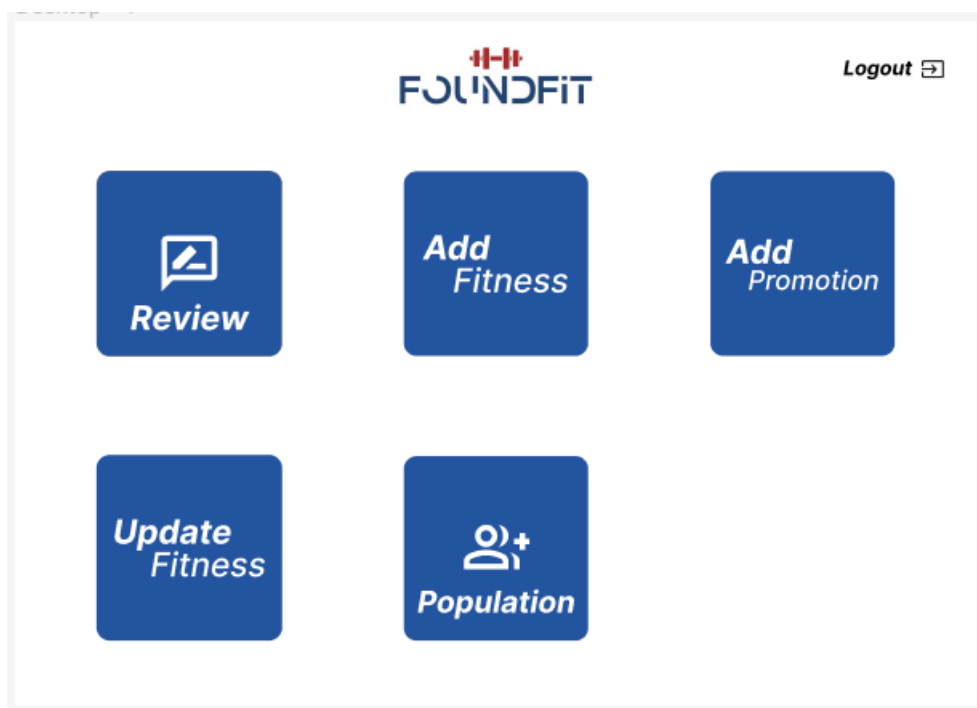 FOUNDFiT
Logout
Review
Add
Fitness
Add
Promotion
Update
Fitness
Population